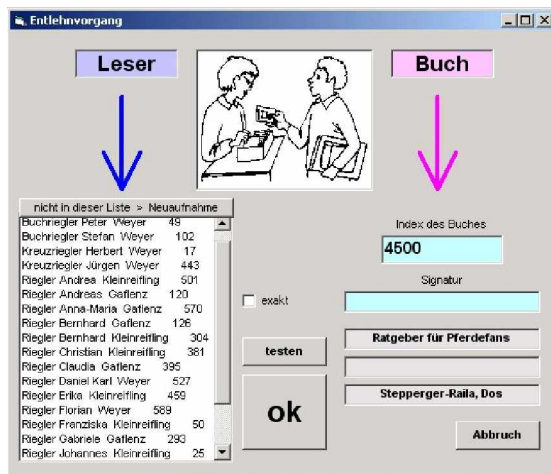 Entlehnvorgang
Leser
Buch
nicht in dieser Liste > Neuaufnahme
Buchriegler Peter Weyer 49
Buchriegler Stefan Weyer 102
Kreuzriegler Herbert Weyer 17
Kreuzriegler Jürgen Weyer 443
Riegler Andrea Kleinreifling 501
Riegler Andreas Gaflenz 120
Riegler Anna-Maria Gaflenz 570
Riegler Bernhard Gaflenz 126
Riegler Bernhard Kleinreifling 304
Riegler Christian Kleinreifling 381
Riegler Claudia Gaflenz 395
Riegler Daniel Karl Weyer 527
Riegler Erika Kleinreifling 459
Riegler Florian Weyer 589
Riegler Franziska Kleinreifling 50
Riegler Gabriele Gaflenz 293
Riegler Johannes Kleinreifling 25
exakt
testen
ok
Index des Buches
4500
Signatur
Ratgeber für Pferdefans
Stepperger-Raila, Dos
Abbruch